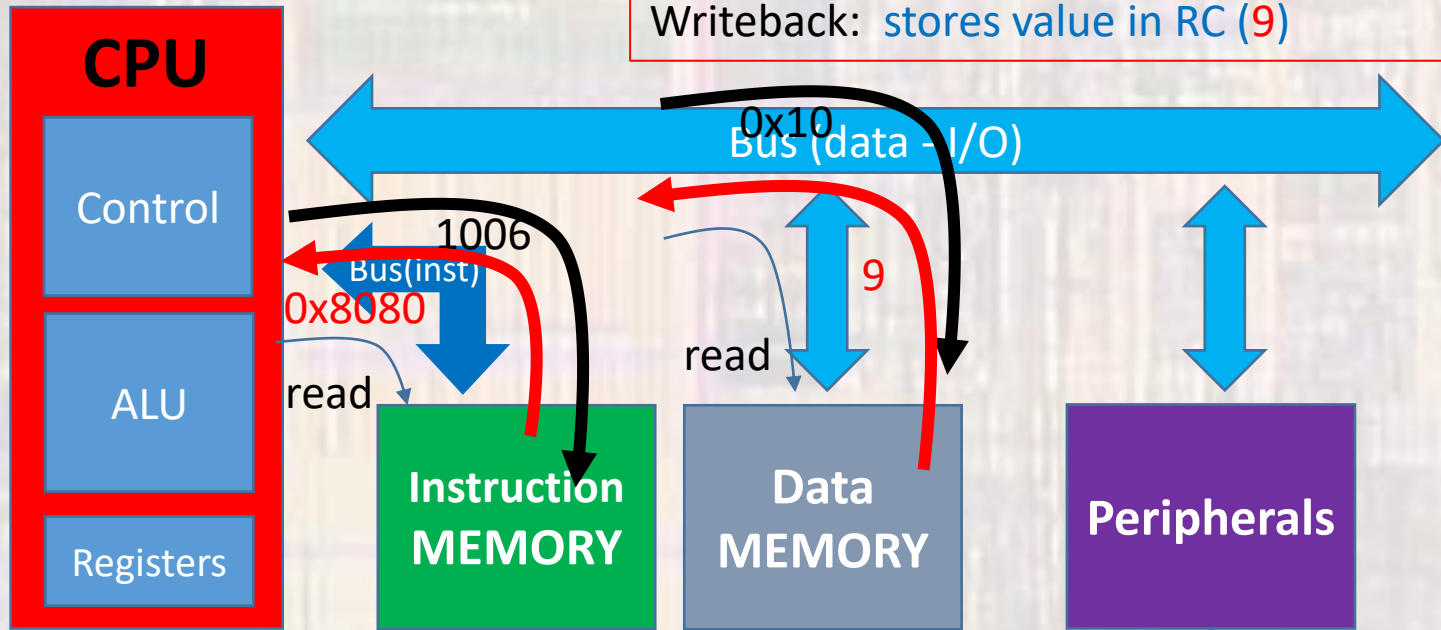 Writeback: stores value in RC (9)
CPU
0x10
Bus (data - I/O)
Control
1006
Bus(inst)
0x8080
9
read
read
ALU
Instruction
MEMORY
Data
MEMORY
Peripherals
Registers